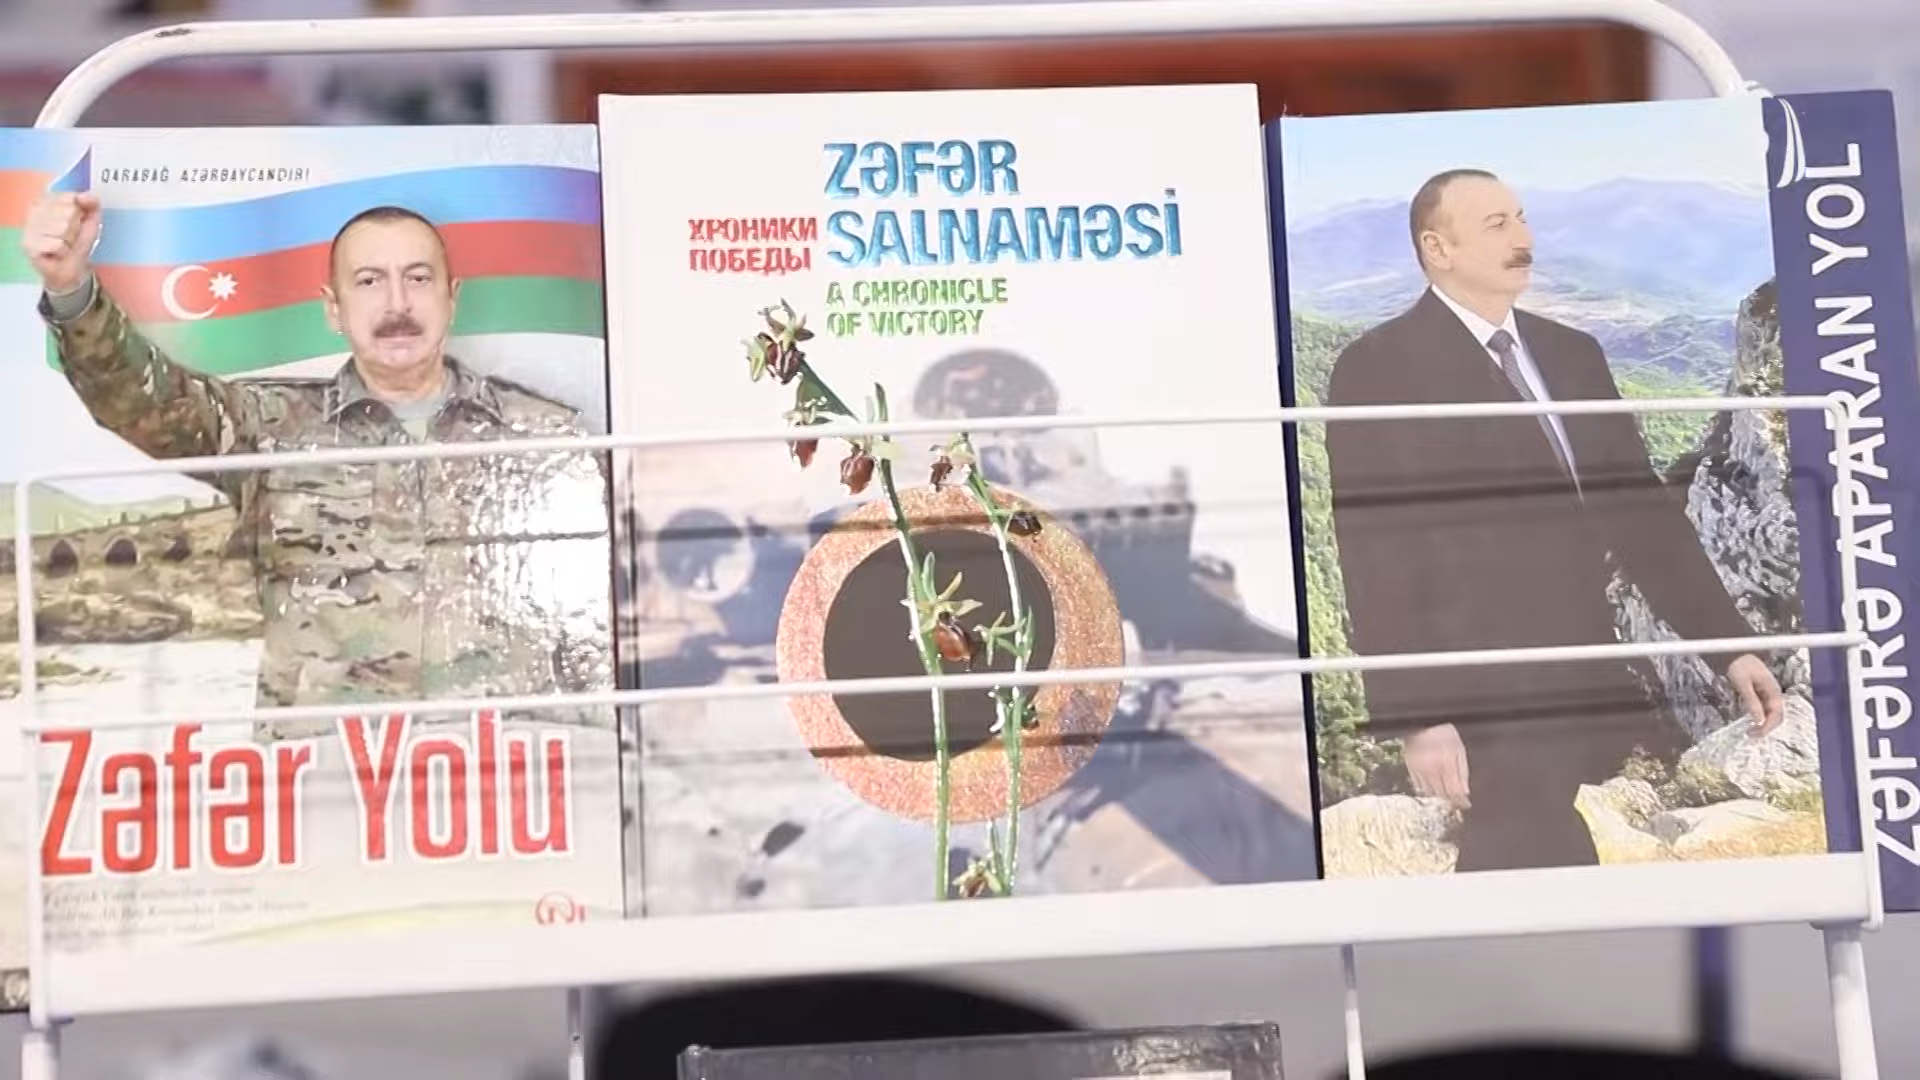 QARABAĞ AZƏRBAYCANDIR!
Zəfər Yolu
ZƏFƏR
SALNAMƏSİ
ХРОНИКИ
ПОБЕДЫ
A CHRONICLE
OF VICTORY
ZƏFƏRƏ APARAN YOL